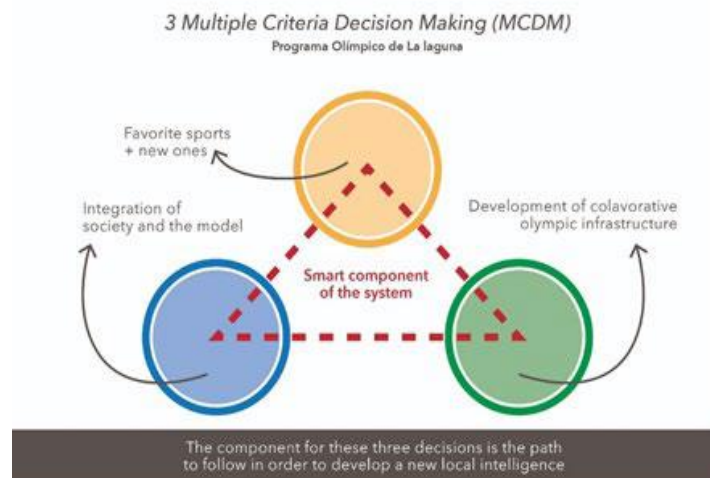 3 Multiple Criteria Decision Making (MCDM)
Programa Olímpico de La laguna
Favorite sports
+ new ones
Integration of
society and the model
Development of colavorative
olympic infrastructure
Smart component
of the system
The component for these three decisions is the path
to follow in order to develop a new local intelligence